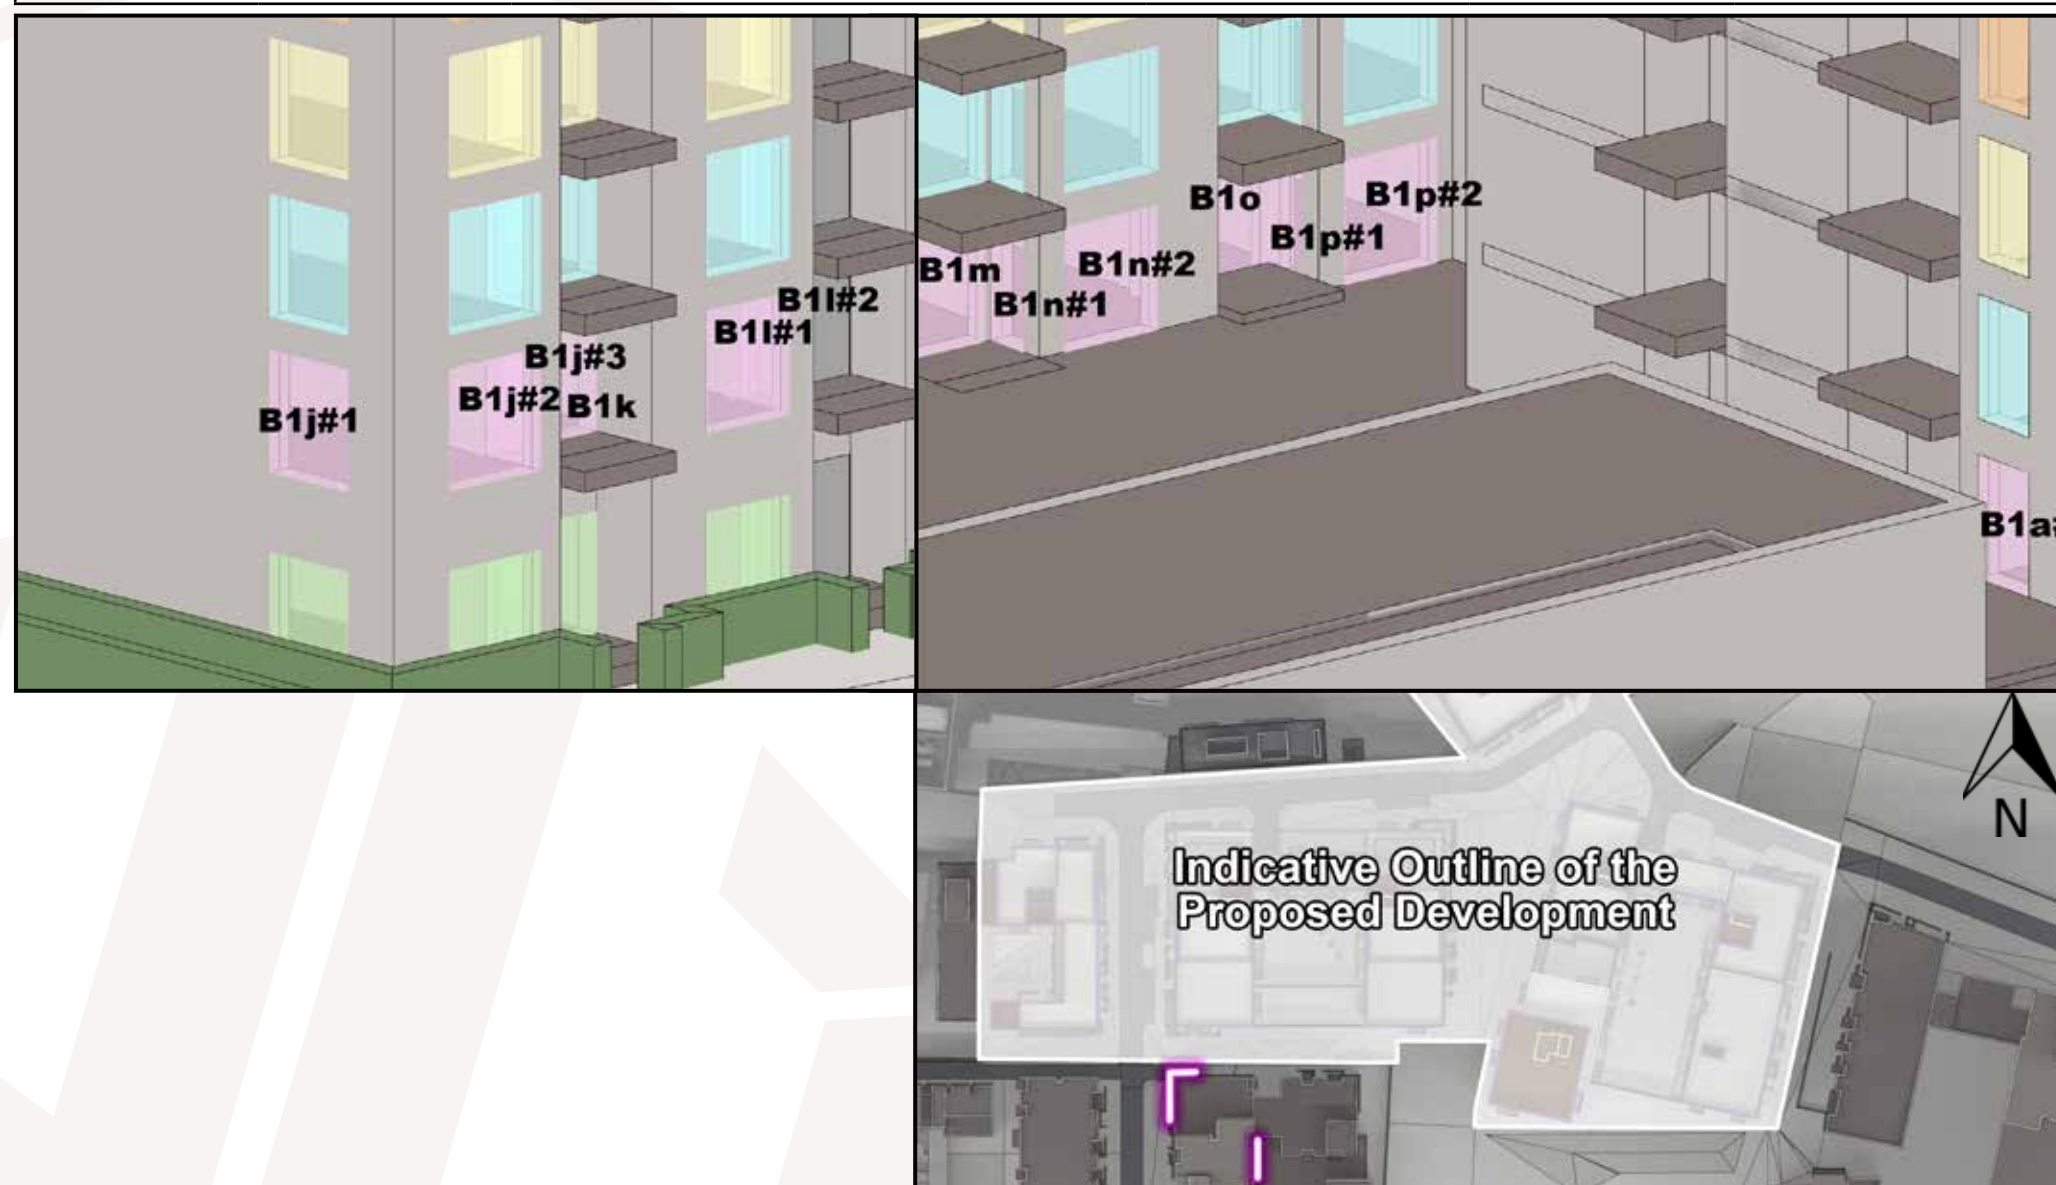 B1j#1
B1j#2
B1j#3
B1k
B1l#1
B1l#2
B1m
B1n#1
B1n#2
B1o
B1p#1
B1p#2
B1a#
Indicative Outline of the
Proposed Development
N